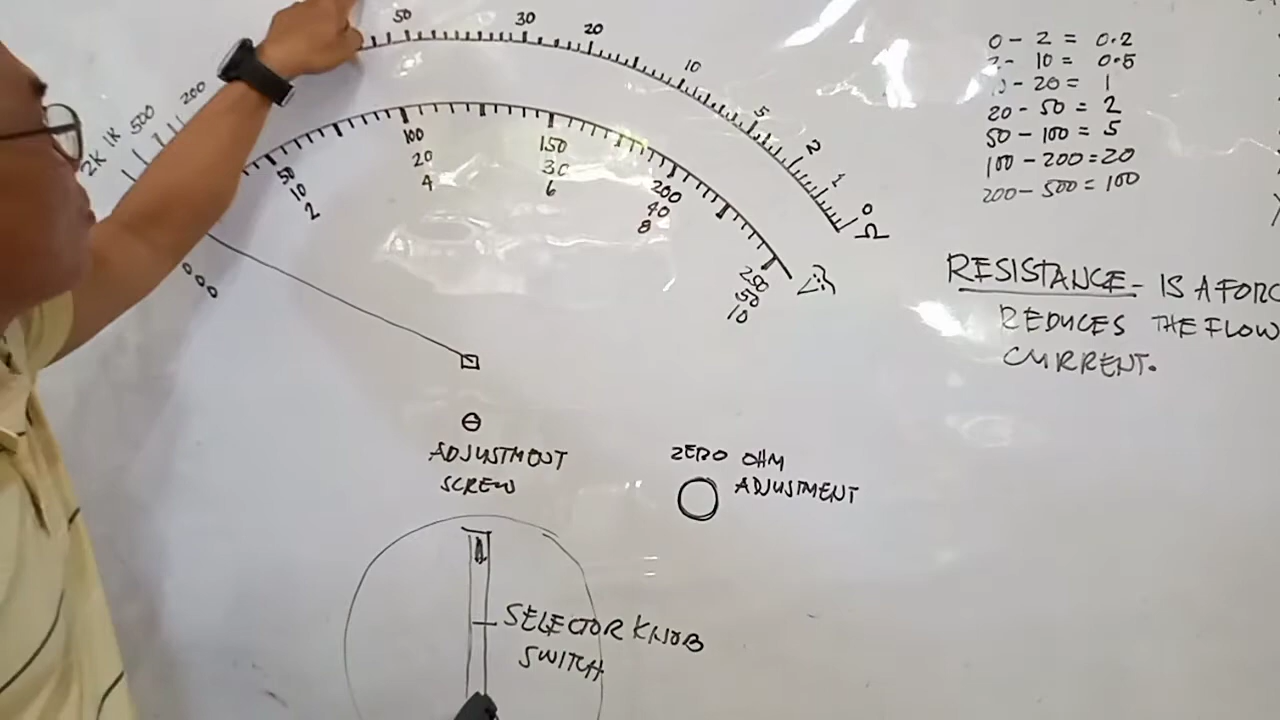 50 30 20 10 5 2 1 0 Ω
2K 1K 500 200
50 100 150 200 250
10 20 30 40 50
2 4 6 8 10
0
0
0
ADJUSTMENT
SCREW
ZERO OHM
ADJUSTMENT
SELECTOR KNOB
SWITCH
0 - 2 = 0.2
- 10 = 0.5
- 20 = 1
20 - 50 = 2
50 - 100 = 5
100 - 200 = 20
200 - 500 = 100
RESISTANCE - IS A FORC
REDUCES THE FLOW
CURRENT.